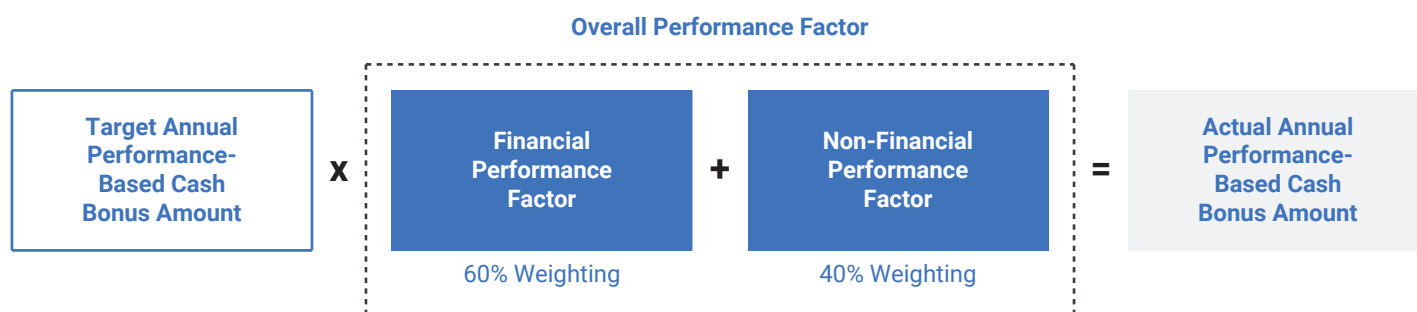 Overall Performance Factor
Target Annual
Performance-
Based Cash
Bonus Amount
x
Financial
Performance
Factor
+
Non-Financial
Performance
Factor
=
Actual Annual
Performance-
Based Cash
Bonus Amount
60% Weighting
40% Weighting